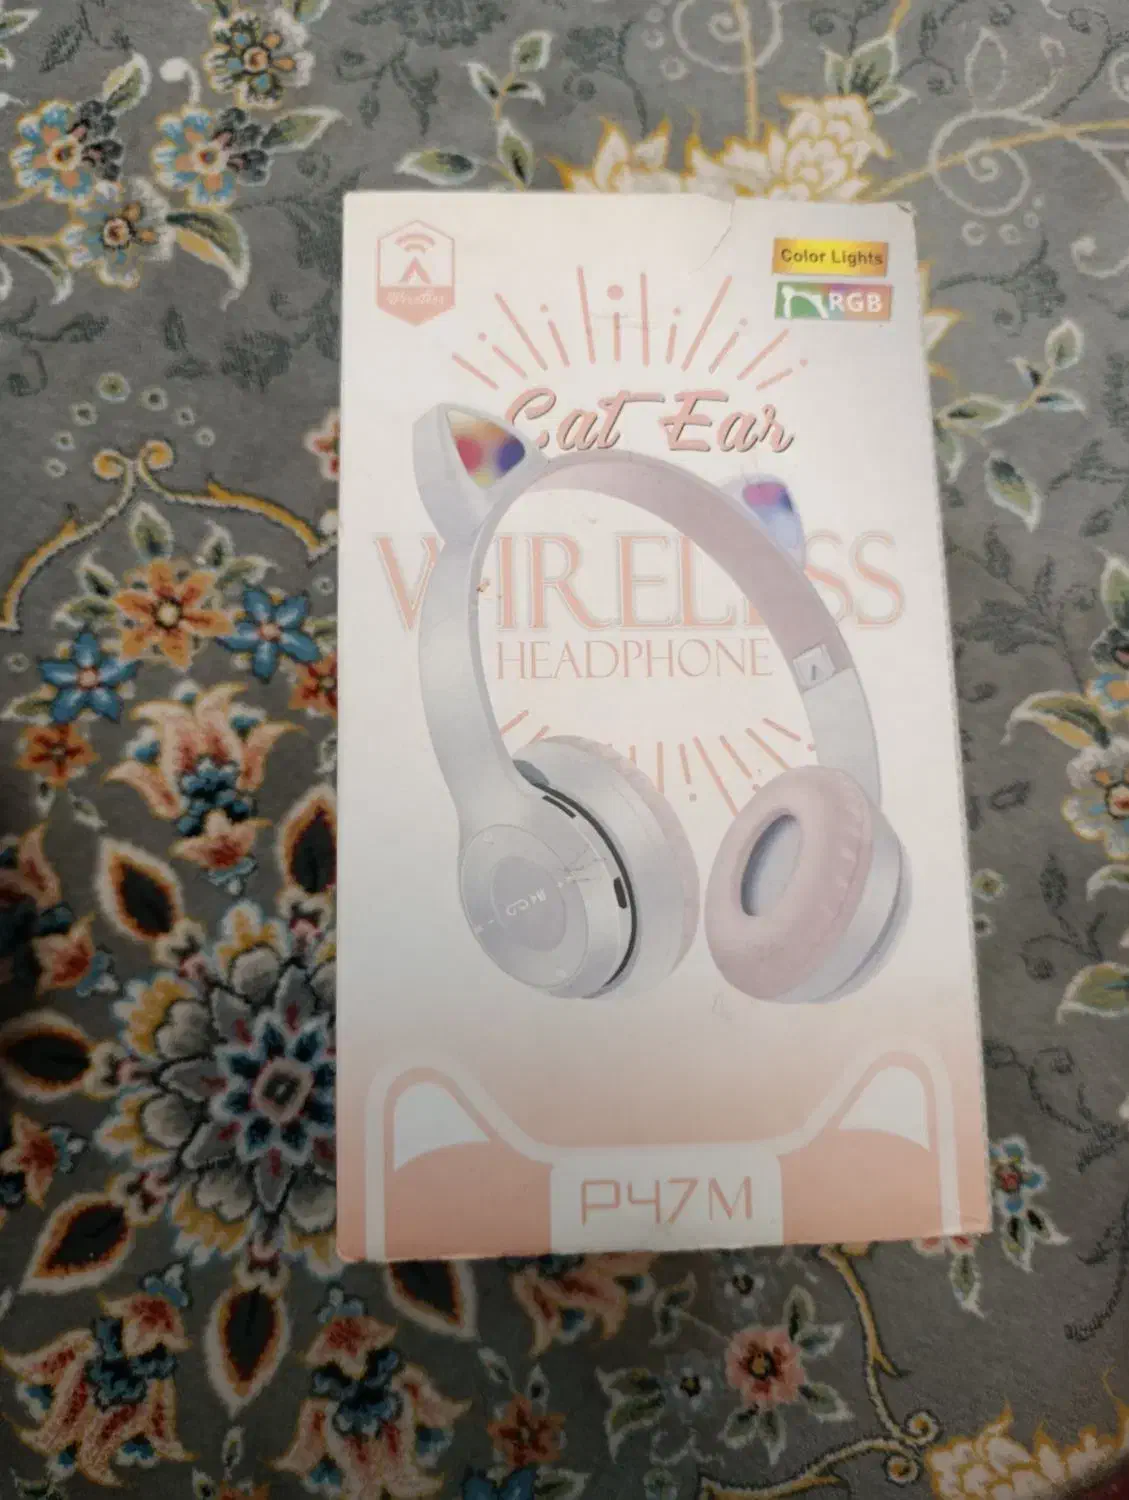 Color Lights
RGB
Cat Ear
WIRELESS
HEADPHONE
P47M